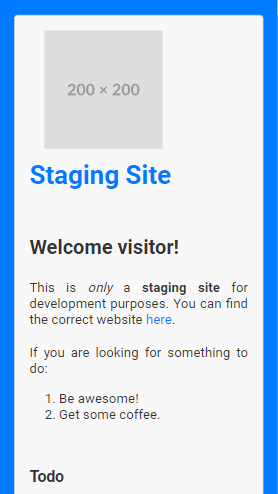 200 × 200
Staging Site
Welcome visitor!
This is only a staging site for
development purposes. You can find
the correct website here.
If you are looking for something to
do:
1. Be awesome!
2. Get some coffee.
Todo